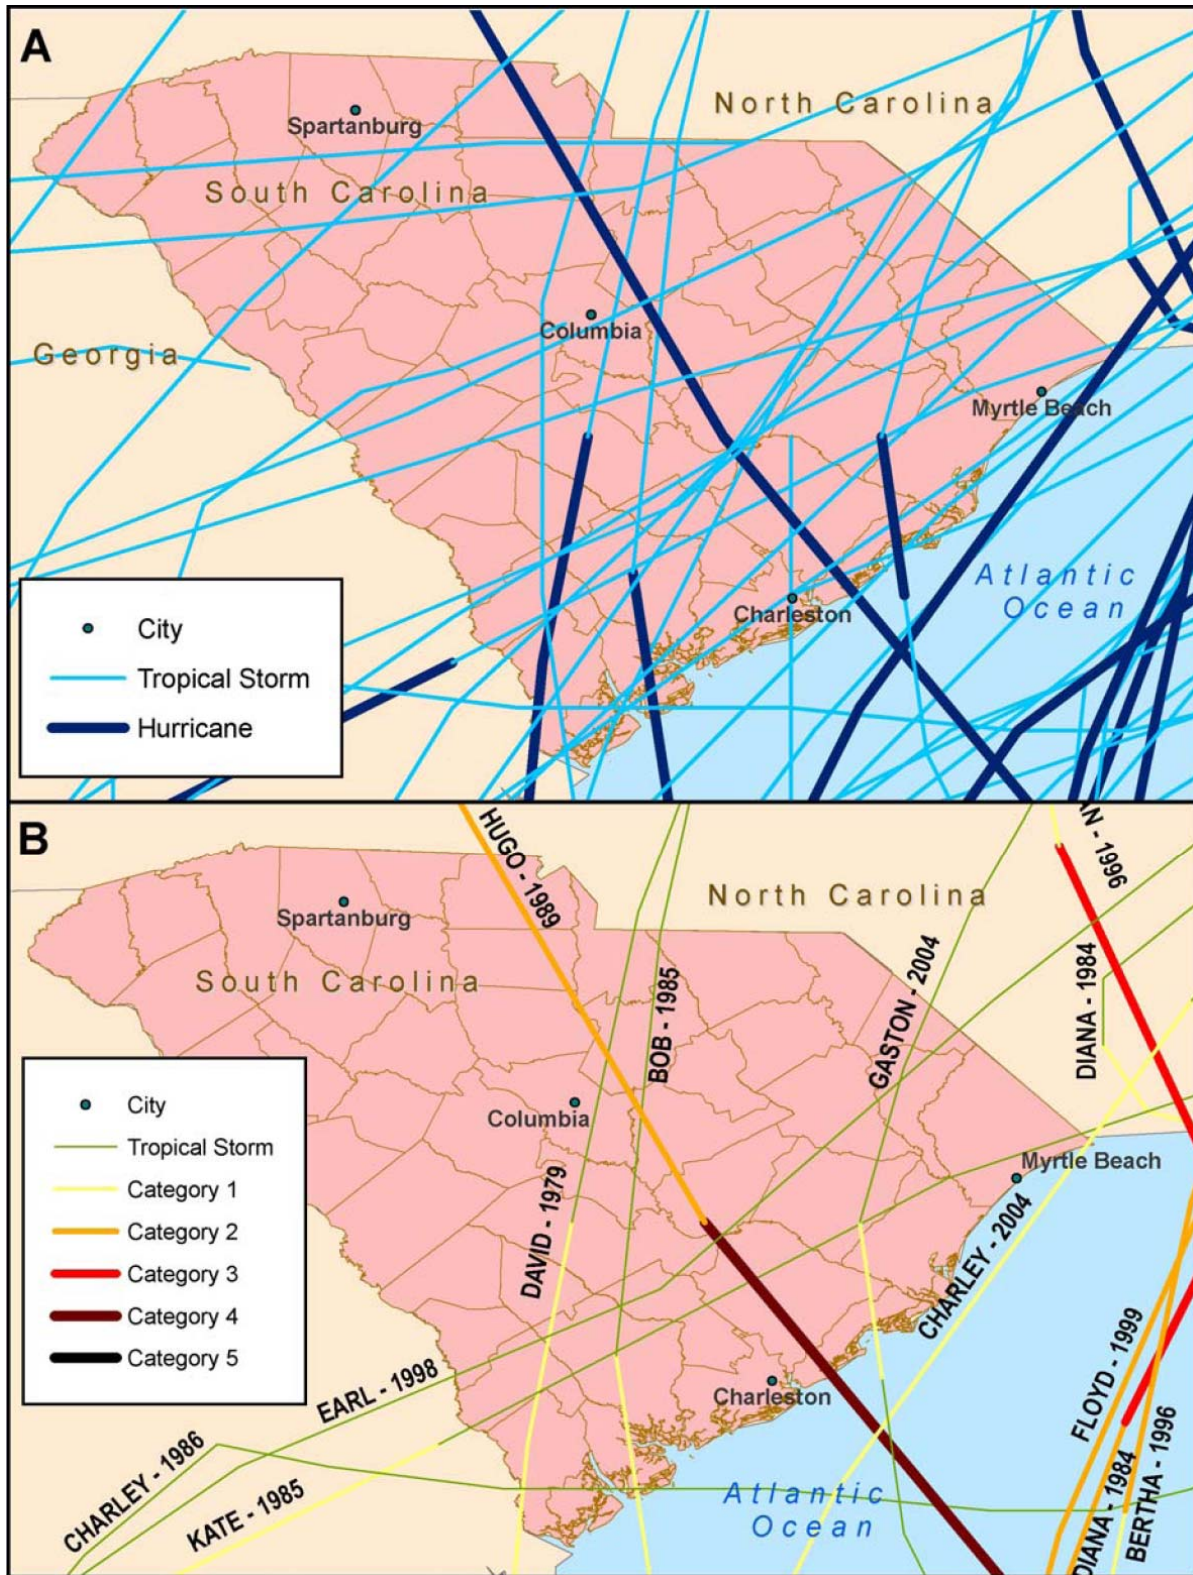 A
North Carolina
Spartanburg
South Carolina
Columbia
Georgia
Myrtle Beach
Atlantic
Ocean
Charleston
City
Tropical Storm
Hurricane
B
HUGO - 1989
AN - 1996
North Carolina
Spartanburg
South Carolina
BOB - 1985
GASTON - 2004
DIANA - 1984
City
Tropical Storm
Category 1
Category 2
Category 3
Category 4
Category 5
Columbia
Myrtle Beach
DAVID - 1979
CHARLEY - 2004
Charleston
EARL - 1998
CHARLEY - 1986
KATE - 1985
FLOYD - 1999
DIANA - 1984
BERTHA - 1996
Atlantic
Ocean